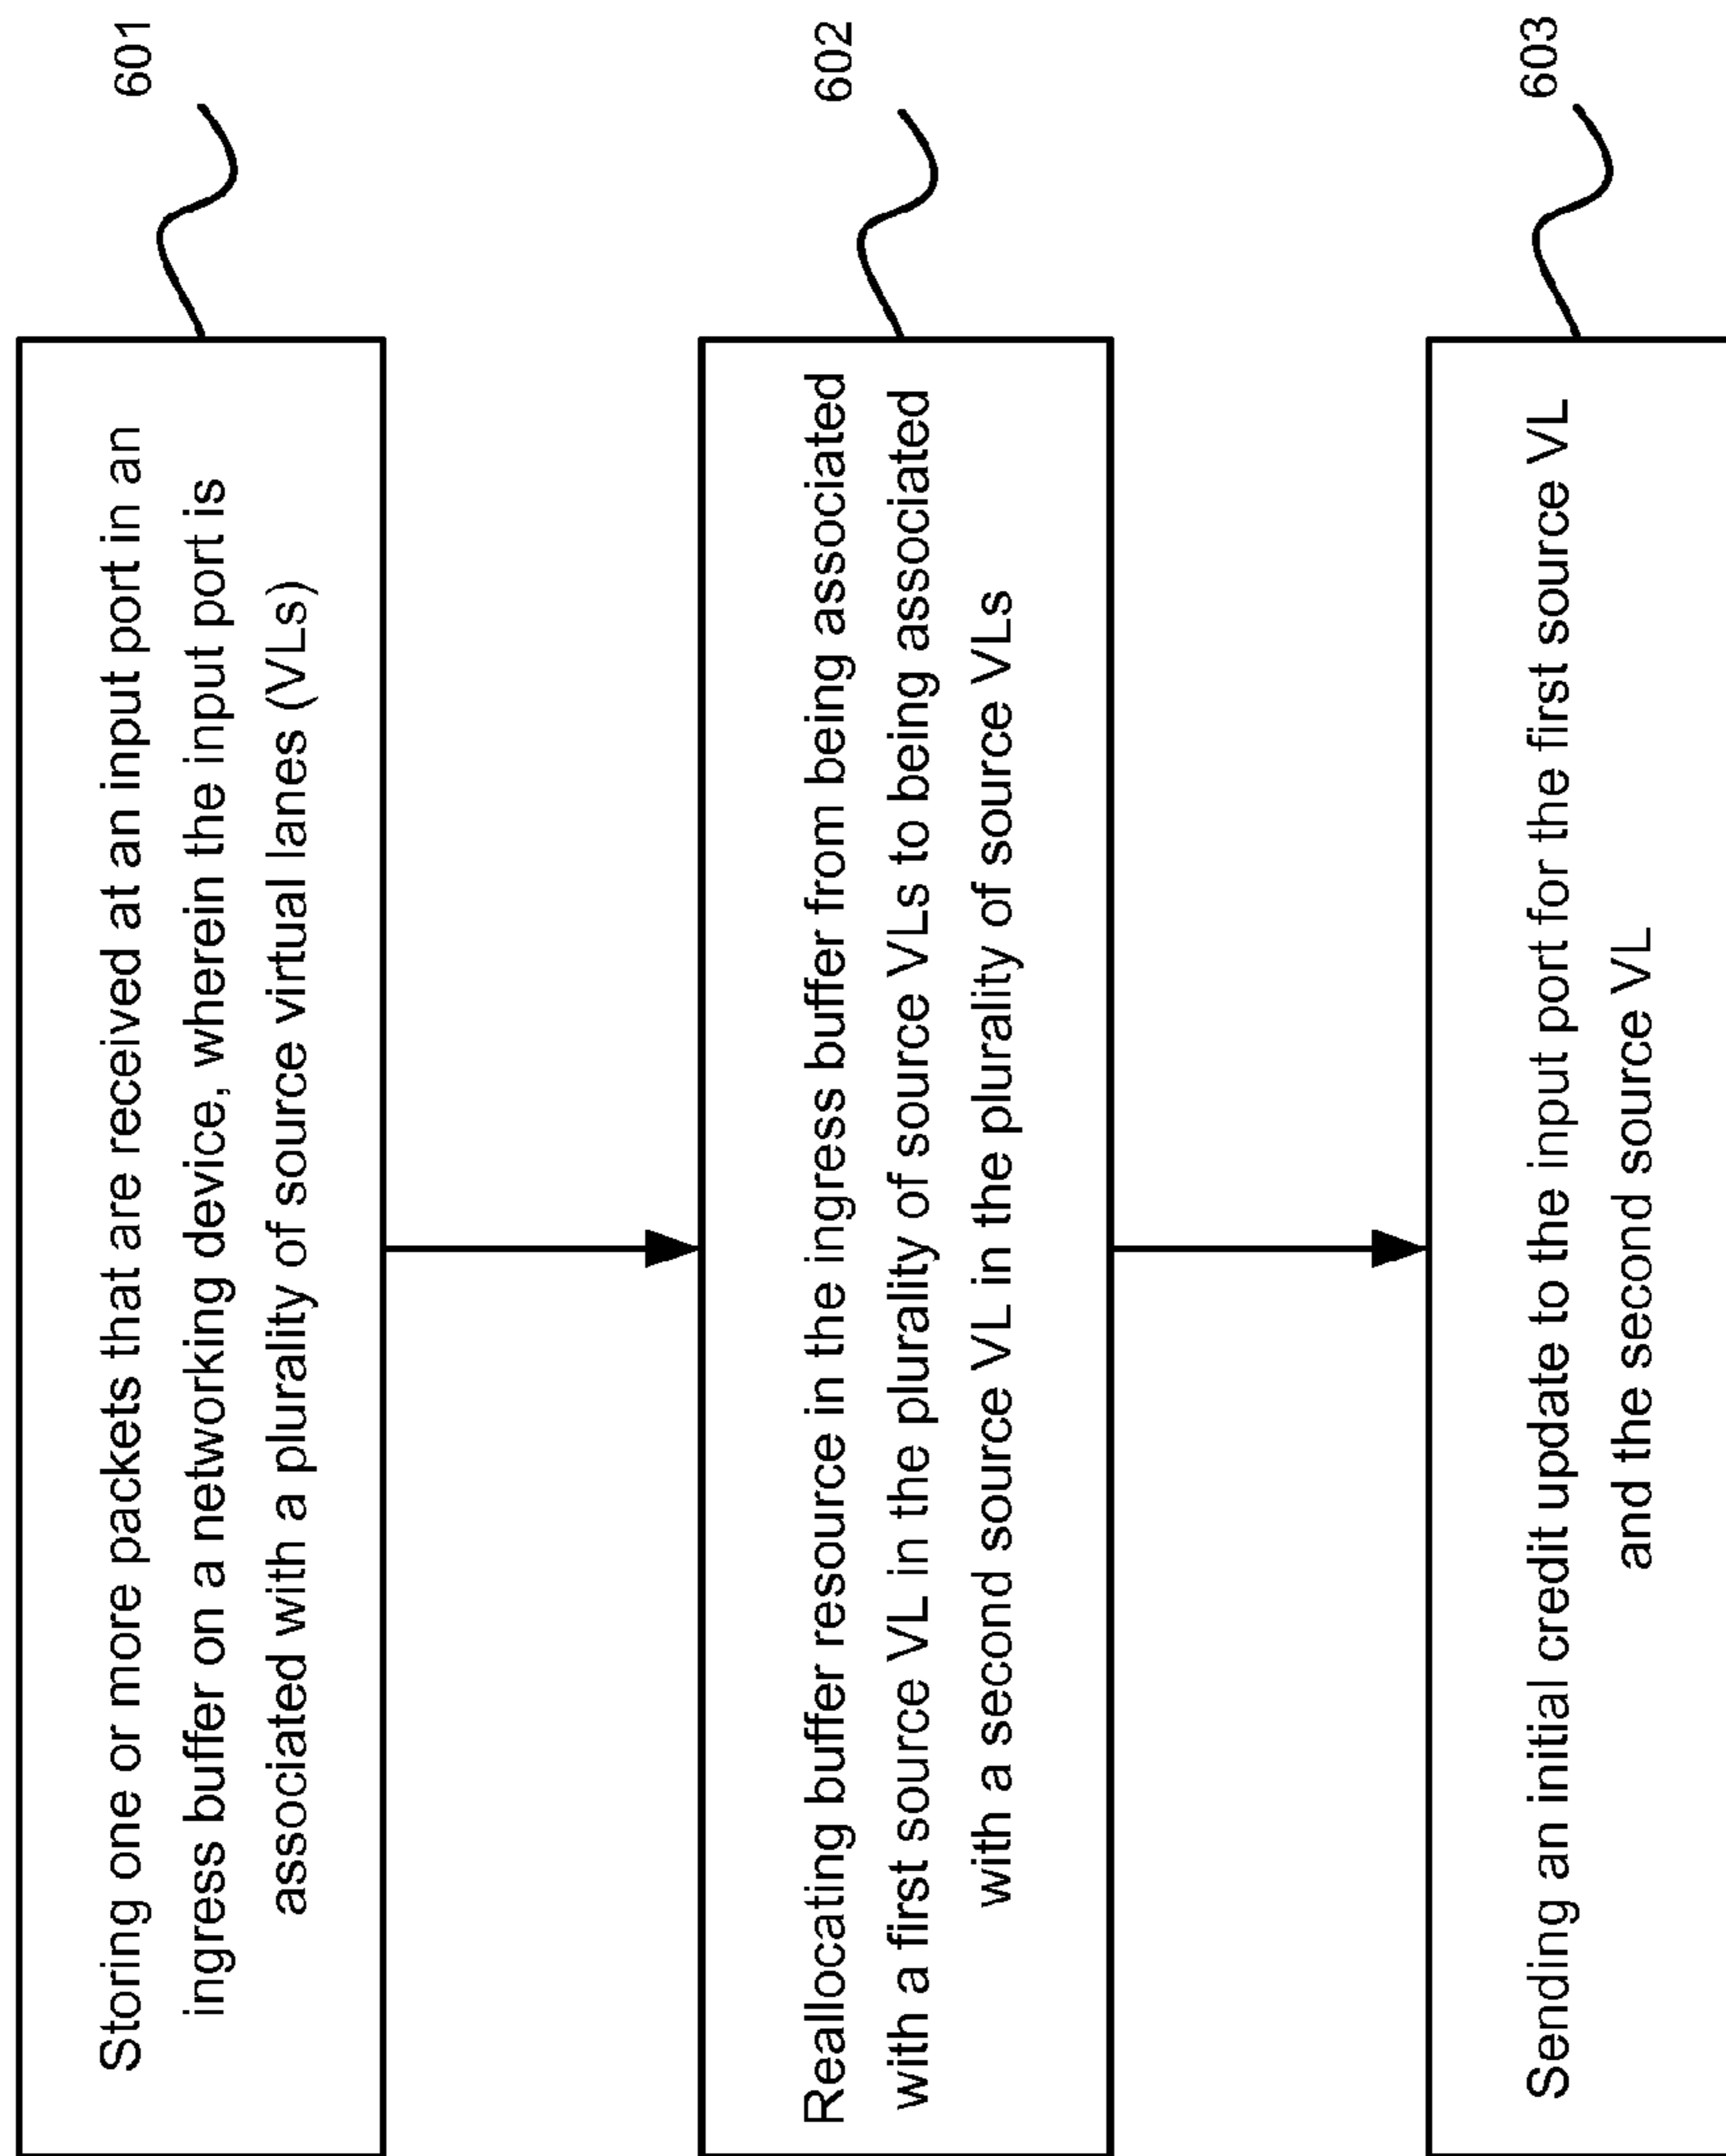 Storing one or more packets that are received at an input port in an
ingress buffer on a networking device, wherein the input port is
associated with a plurality of source virtual lanes (VLs)
601
Reallocating buffer resource in the ingress buffer from being associated
with a first source VL in the plurality of source VLs to being associated
with a second source VL in the plurality of source VLs
602
Sending an initial credit update to the input port for the first source VL
and the second source VL
603